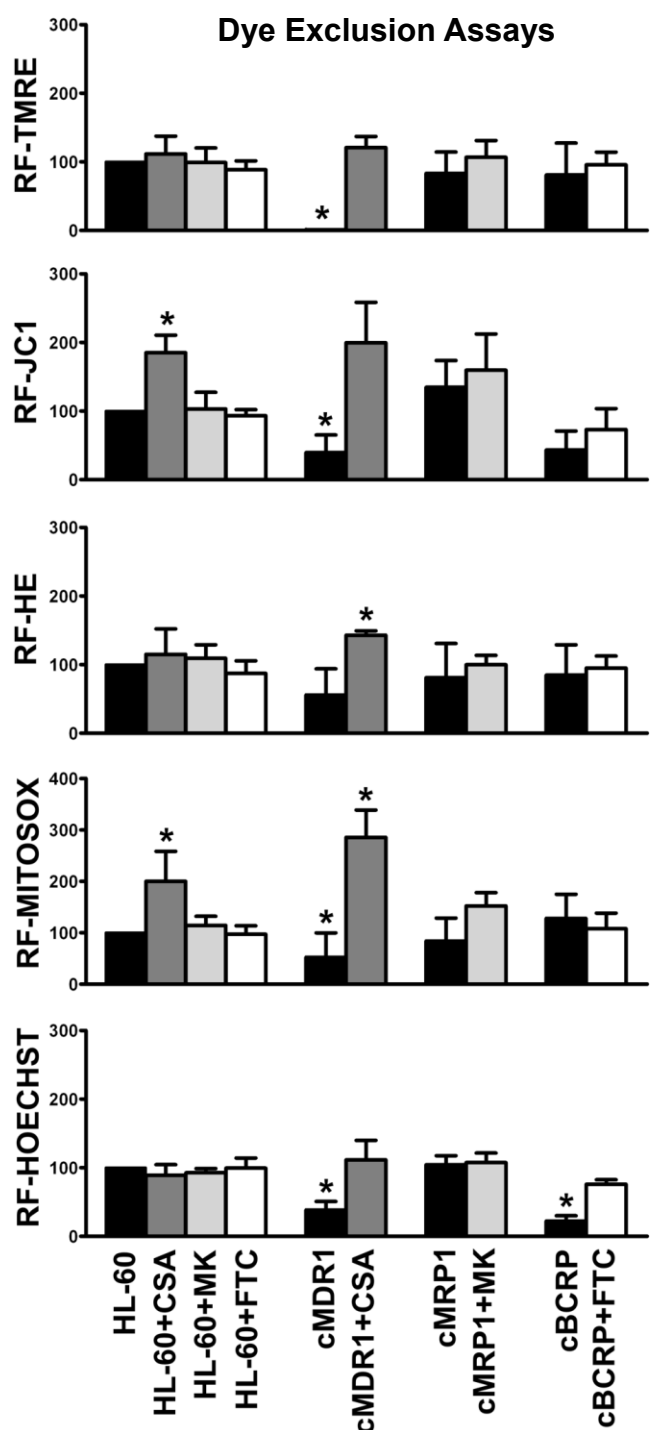 Dye Exclusion Assays
RF-TMRE
300
200
100
0
*
RF-JC1
300
200
100
0
*
*
RF-HE
300
200
100
0
*
RF-MITOSOX
400
300
200
100
0
*
*
*
RF-HOECHST
300
200
100
0
*
*
HL-60
HL-60+CSA
HL-60+MK
HL-60+FTC
cMDR1
cMDR1+CSA
cMRP1
cMRP1+MK
cBCRP
cBCRP+FTC